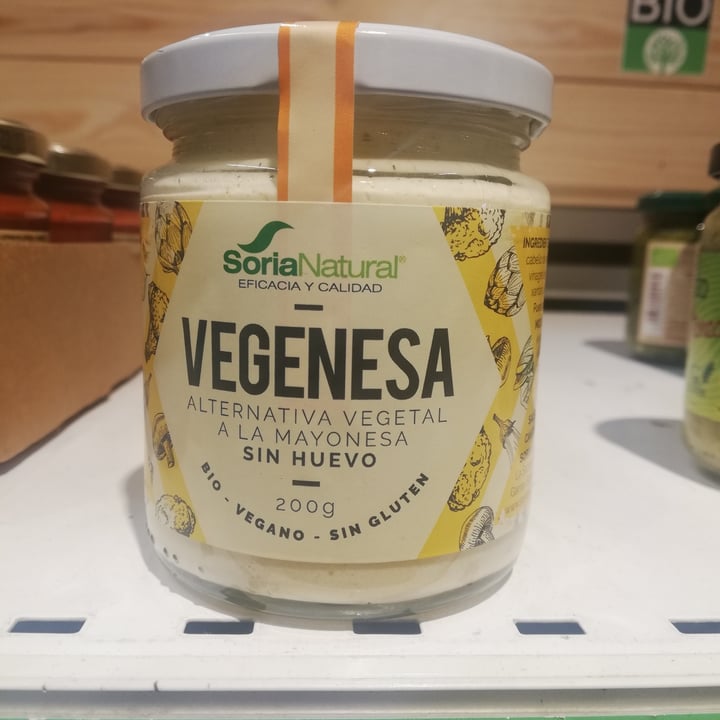 BIO
SoriaNatural®
EFICACIA Y CALIDAD
VEGENESA
ALTERNATIVA VEGETAL
A LA MAYONESA
SIN HUEVO
200g
BIO - VEGANO - SIN GLUTEN